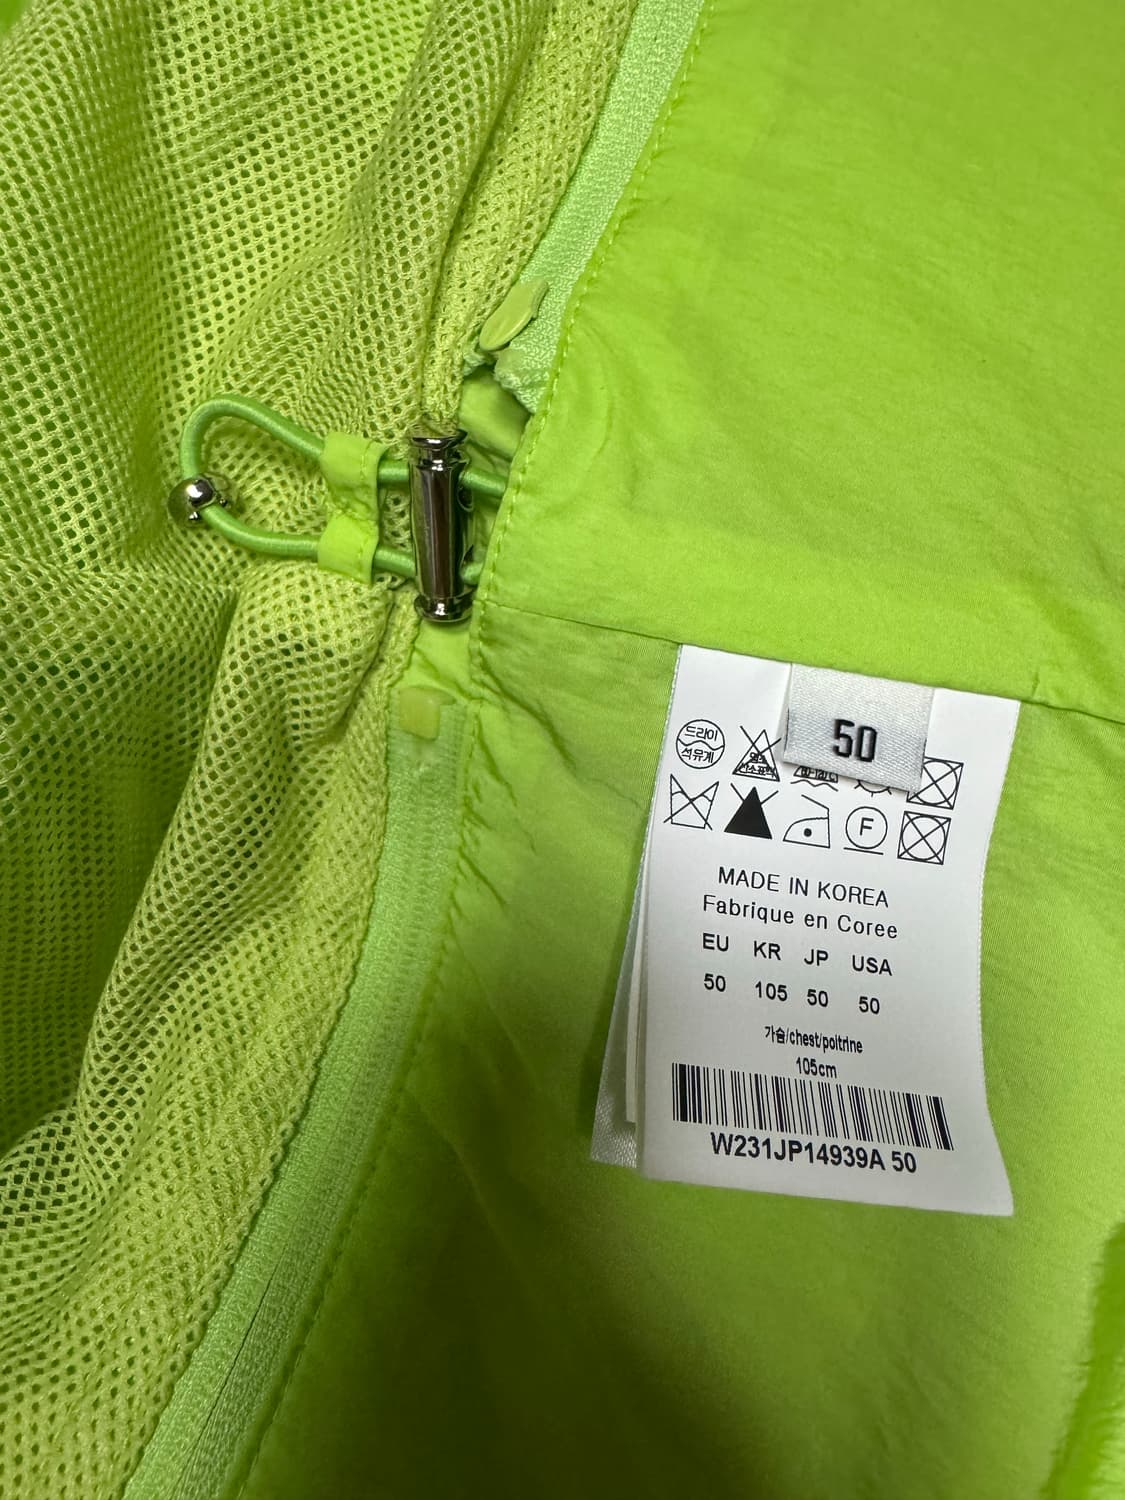 50
드라이
석유계
F
MADE IN KOREA
Fabrique en Coree
EU KR JP USA
50 105 50 50
가슴/chest/poitrine
105cm
W231JP14939A 50